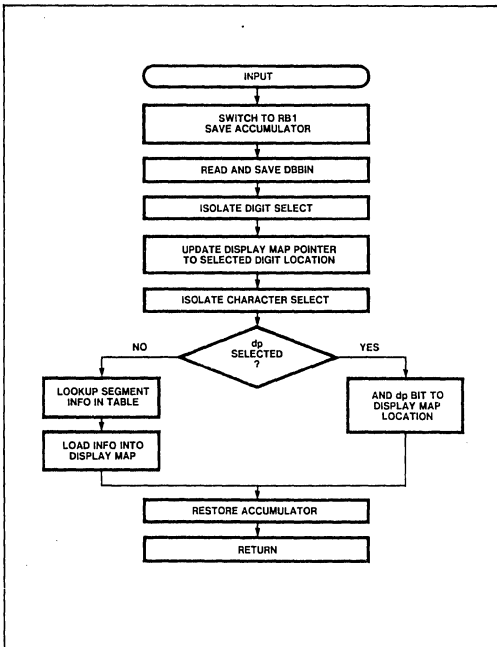 INPUT
SWITCH TO RB1
SAVE ACCUMULATOR
READ AND SAVE DBBIN
ISOLATE DIGIT SELECT
UPDATE DISPLAY MAP POINTER
TO SELECTED DIGIT LOCATION
ISOLATE CHARACTER SELECT
dp
SELECTED
?
NO
YES
LOOKUP SEGMENT
INFO IN TABLE
AND dp BIT TO
DISPLAY MAP
LOCATION
LOAD INFO INTO
DISPLAY MAP
RESTORE ACCUMULATOR
RETURN